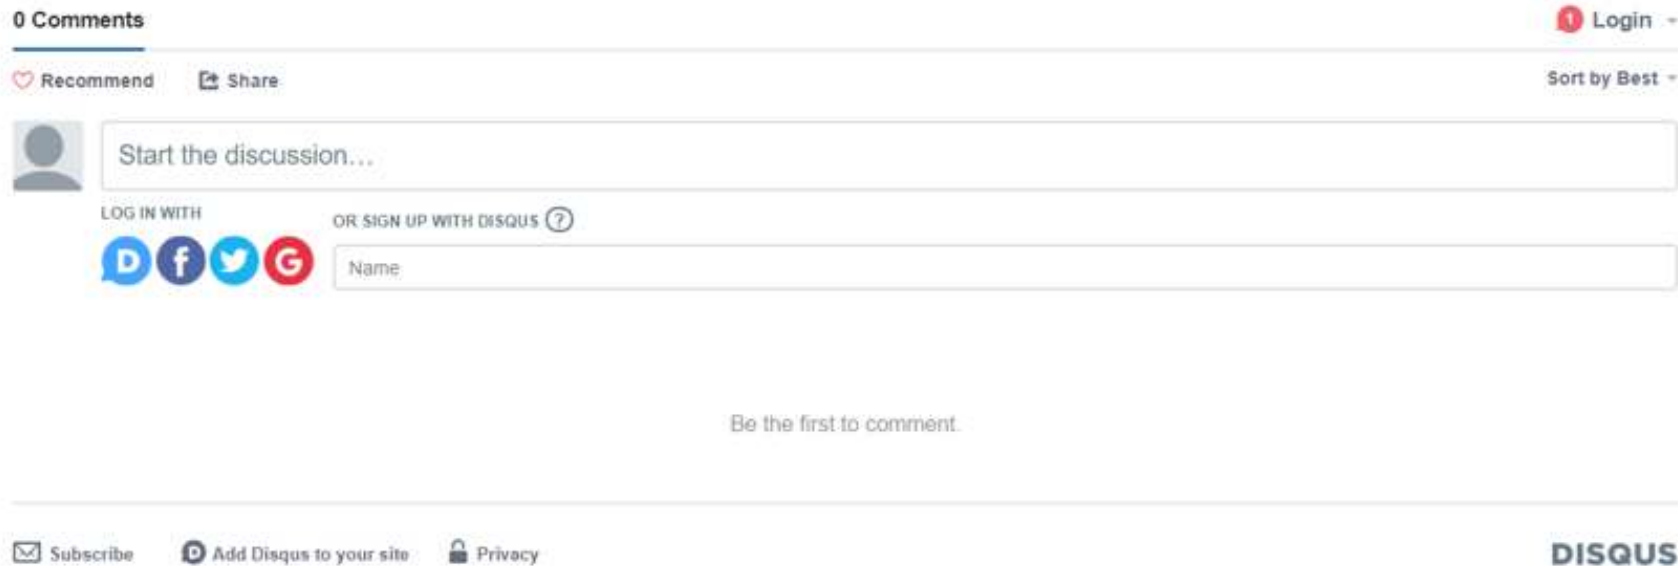 0 Comments
1 Login
Recommend Share Sort by Best
Start the discussion...
LOG IN WITH OR SIGN UP WITH DISQUS ?
D f G
Name
Be the first to comment.
Subscribe D Add Disqus to your site Privacy DISQUS